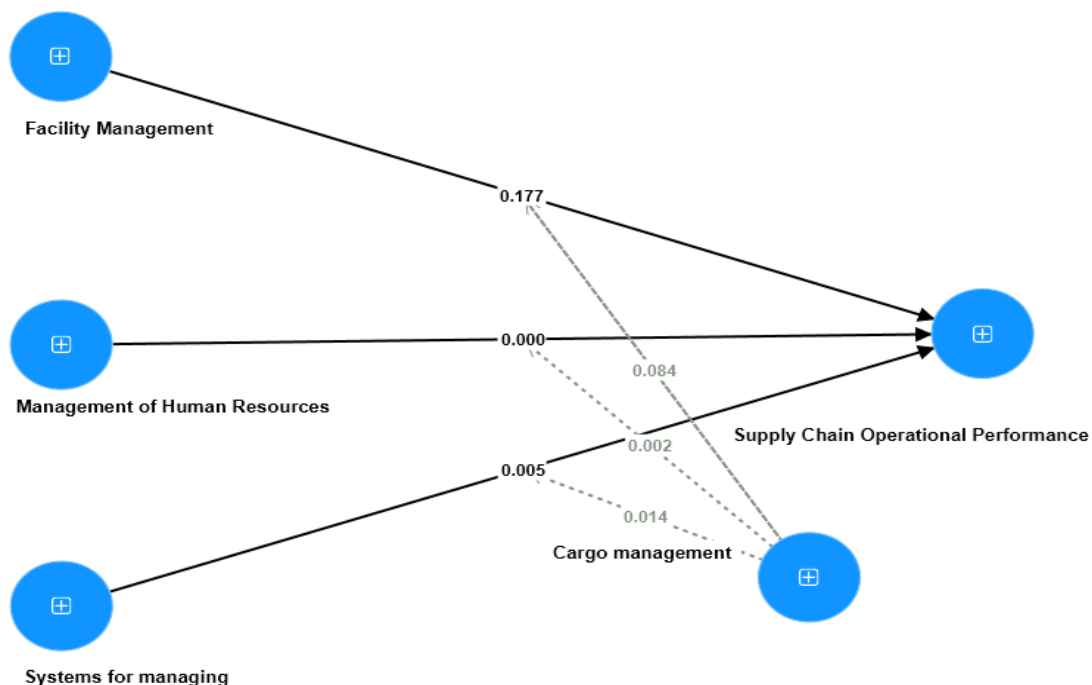 Facility Management
0.177
0.000
Management of Human Resources
0.084
Supply Chain Operational Performance
0.002
0.005
0.014
Cargo management
Systems for managing